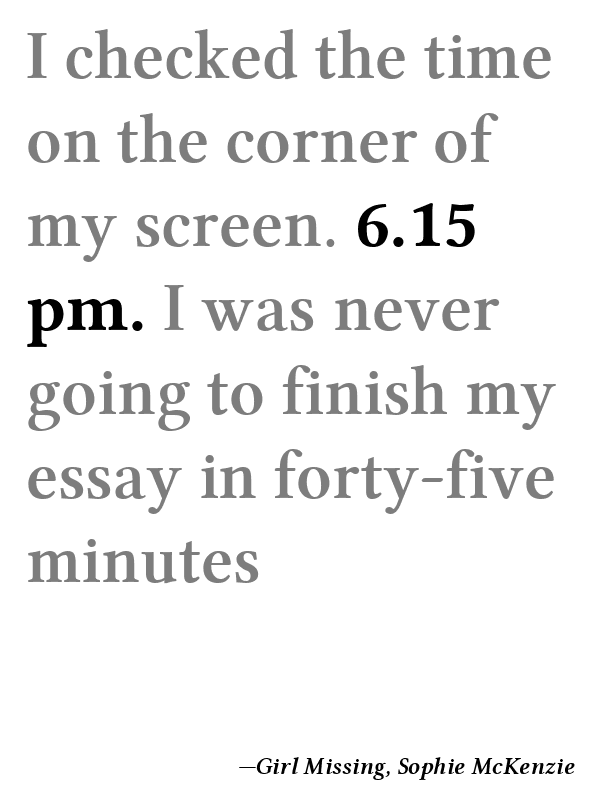 I checked the time
on the corner of
my screen. 6.15
pm. I was never
going to finish my
essay in forty-five
minutes
—Girl Missing, Sophie McKenzie